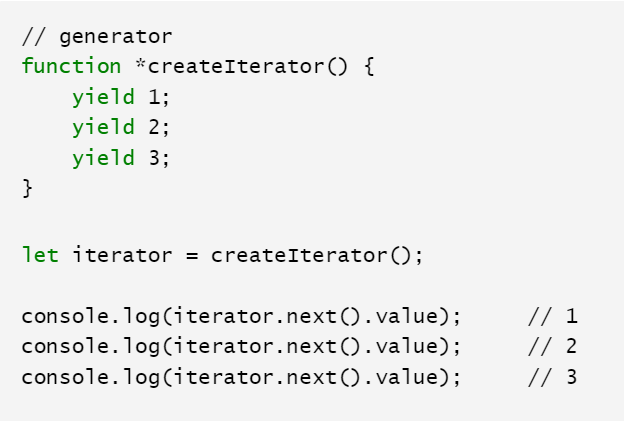 // generator
function *createIterator() {
    yield 1;
    yield 2;
    yield 3;
}

let iterator = createIterator();

console.log(iterator.next().value);     // 1
console.log(iterator.next().value);     // 2
console.log(iterator.next().value);     // 3